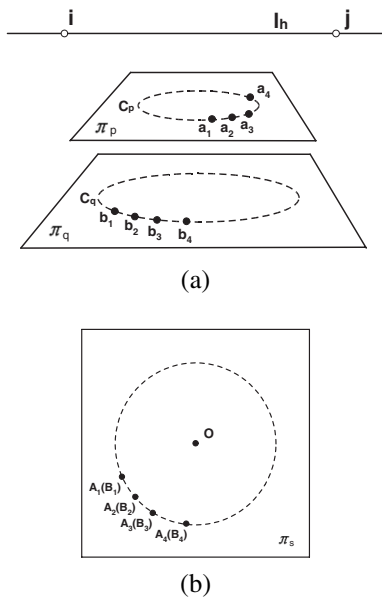 i l_h j
C_p a_4
π_p a_1 a_2 a_3
C_q
b_1 b_2 b_3 b_4
π_q
(a)
O
A_1(B_1)
A_2(B_2)
A_3(B_3)
A_4(B_4)
π_s
(b)